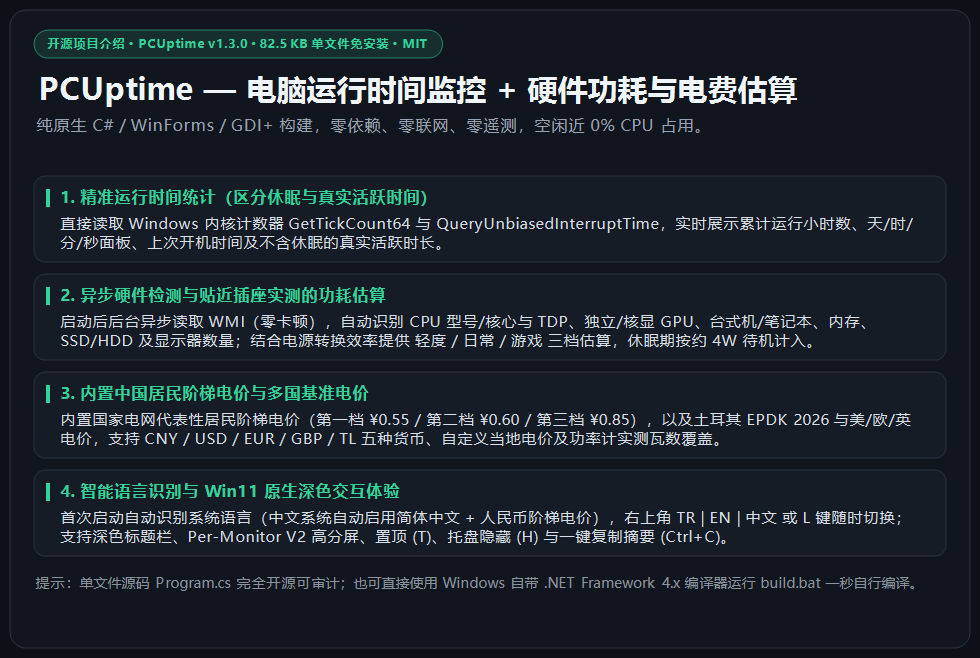 开源项目介绍 • PCUptime v1.3.0 • 82.5 KB 单文件免安装 • MIT
PCUptime — 电脑运行时间监控 + 硬件功耗与电费估算
纯原生 C# / WinForms / GDI+ 构建，零依赖、零联网、零遥测，空闲近 0% CPU 占用。
1. 精准运行时间统计（区分休眠与真实活跃时间）
直接读取 Windows 内核计数器 GetTickCount64 与 QueryUnbiasedInterruptTime，实时展示累计运行小时数、天/时/
分/秒面板、上次开机时间及不含休眠的真实活跃时长。
2. 异步硬件检测与贴近插座实测的功耗估算
启动后后台异步读取 WMI（零卡顿），自动识别 CPU 型号/核心与 TDP、独立/核显 GPU、台式机/笔记本、内存、
SSD/HDD 及显示器数量；结合电源转换效率提供 轻度 / 日常 / 游戏 三档估算，休眠期按约 4W 待机计入。
3. 内置中国居民阶梯电价与多国基准电价
内置国家电网代表性居民阶梯电价（第一档 ¥0.55 / 第二档 ¥0.60 / 第三档 ¥0.85），以及土耳其 EPDK 2026 与美/欧/英
电价，支持 CNY / USD / EUR / GBP / TL 五种货币、自定义当地电价及功率计实测瓦数覆盖。
4. 智能语言识别与 Win11 原生深色交互体验
首次启动自动识别系统语言（中文系统自动启用简体中文 + 人民币阶梯电价），右上角 TR | EN | 中文 或 L 键随时切换；
支持深色标题栏、Per-Monitor V2 高分屏、置顶 (T)、托盘隐藏 (H) 与一键复制摘要 (Ctrl+C)。
提示：单文件源码 Program.cs 完全开源可审计；也可直接使用 Windows 自带 .NET Framework 4.x 编译器运行 build.bat 一秒自行编译。